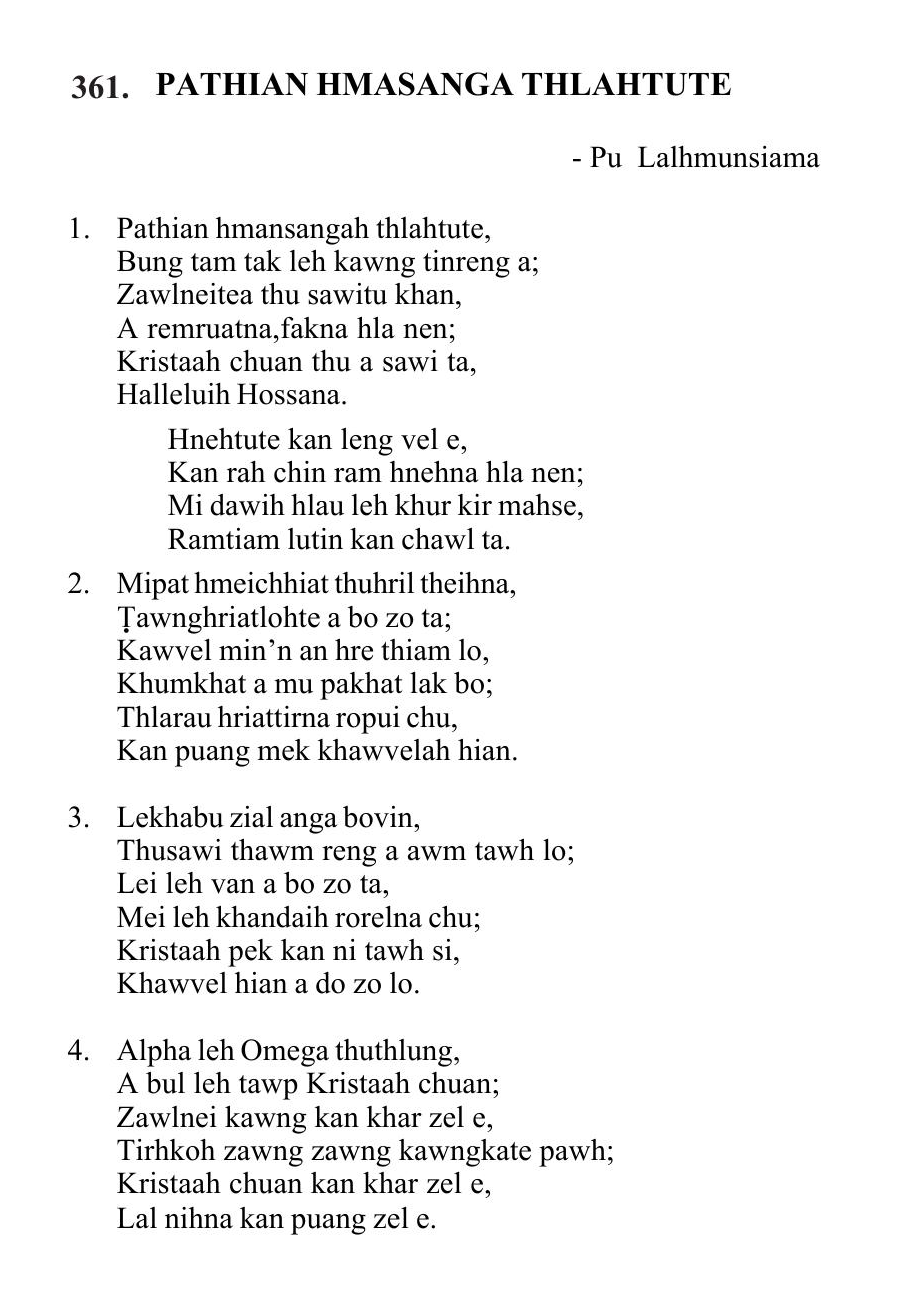 361. PATHIAN HMASANGA THLAHTUTE
- Pu Lalhmunsiama
1. Pathian hmansangah thlahtute,
Bung tam tak leh kawng tinreng a;
Zawlneitea thu sawitu khan,
A remruatna,fakna hla nen;
Kristaah chuan thu a sawi ta,
Halleluih Hossana.
Hnehtute kan leng vel e,
Kan rah chin ram hnehna hla nen;
Mi dawih hlau leh khur kir mahse,
Ramtiam lutin kan chawl ta.
2. Mipat hmeichhiat thuhril theihna,
Ṭawnghriatlohte a bo zo ta;
Kawvel min’n an hre thiam lo,
Khumkhat a mu pakhat lak bo;
Thlarau hriattirna ropui chu,
Kan puang mek khawvelah hian.
3. Lekhabu zial anga bovin,
Thusawi thawm reng a awm tawh lo;
Lei leh van a bo zo ta,
Mei leh khandaih rorelna chu;
Kristaah pek kan ni tawh si,
Khawvel hian a do zo lo.
4. Alpha leh Omega thuthlung,
A bul leh tawp Kristaah chuan;
Zawlnei kawng kan khar zel e,
Tirhkoh zawng zawng kawngkate pawh;
Kristaah chuan kan khar zel e,
Lal nihna kan puang zel e.